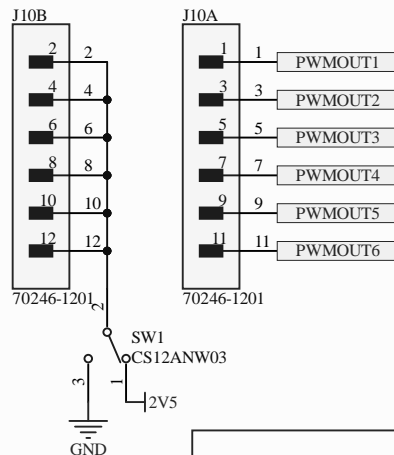 J10B J10A
2 2 1 1 PWMOUT1
4 4 3 3 PWMOUT2
6 6 5 5 PWMOUT3
8 8 7 7 PWMOUT4
10 10 9 9 PWMOUT5
12 12 11 11 PWMOUT6
70246-1201 70246-1201
2
SW1
CS12ANW03
3 1
2V5
GND